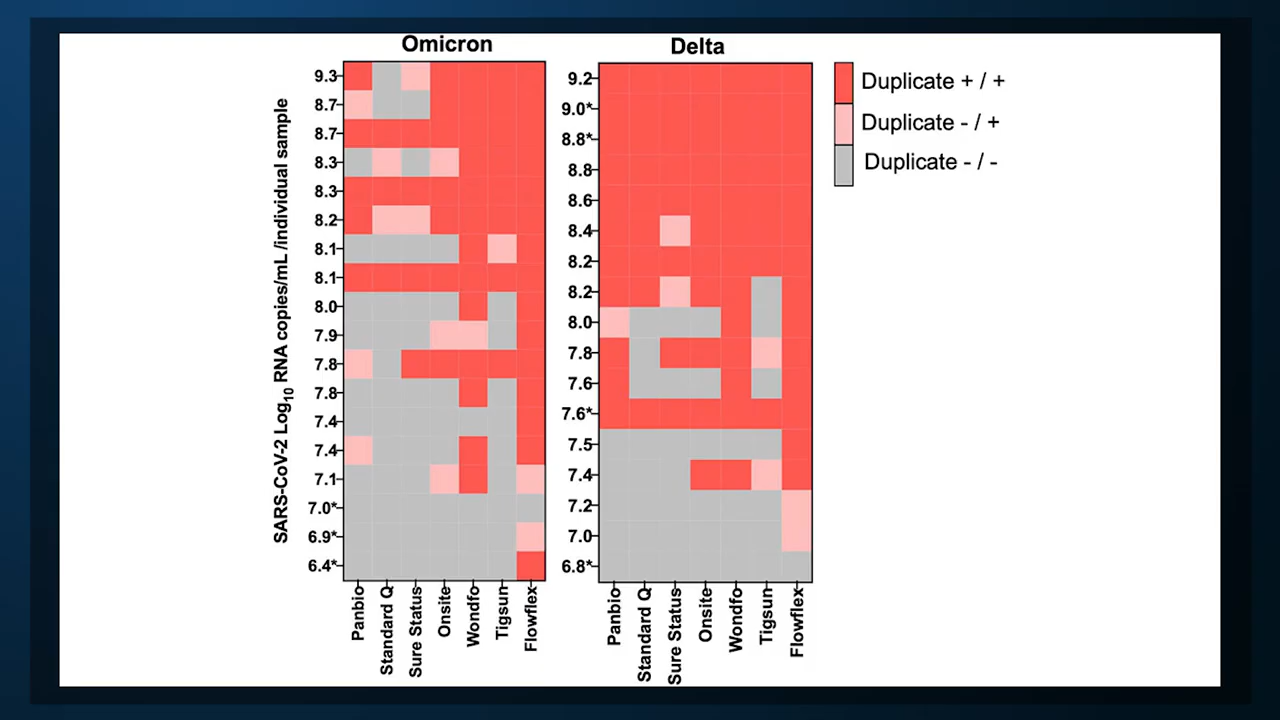 Omicron
Delta
SARS-CoV-2 Log10 RNA copies/mL /individual sample
9.3
8.7
8.7
8.3
8.3
8.2
8.1
8.1
8.0
7.9
7.8
7.8
7.4
7.4
7.1
7.0*
6.9*
6.4*
Panbio
Standard Q
Sure Status
Onsite
Wondfo
Tigsun
Flowflex
9.2
9.0*
8.8*
8.8
8.6
8.4
8.2
8.2
8.0
7.8
7.6
7.6*
7.5
7.4
7.2
7.0
6.8*
Panbio
Standard Q
Sure Status
Onsite
Wondfo
Tigsun
Flowflex
Duplicate + / +
Duplicate - / +
Duplicate - / -